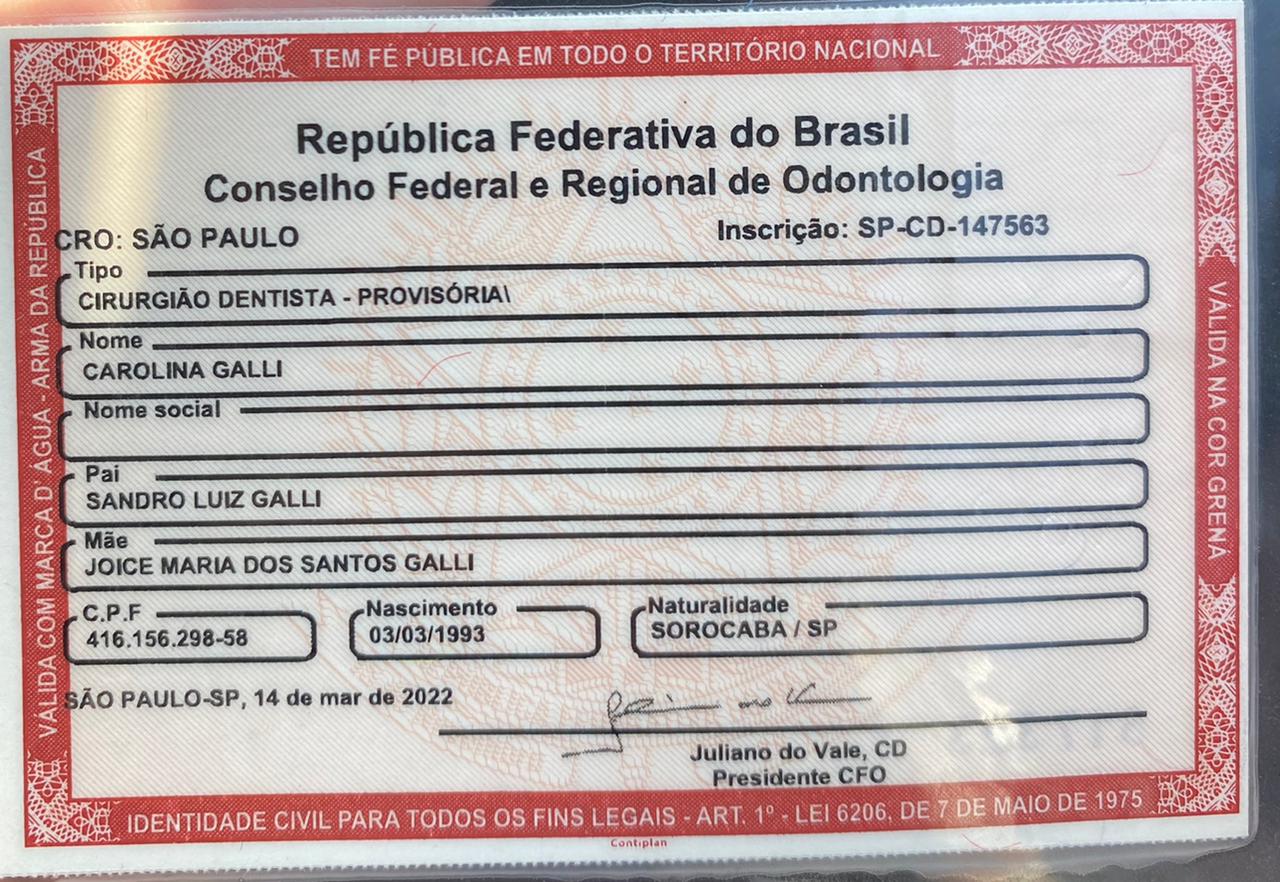 TEM FÉ PÚBLICA EM TODO O TERRITÓRIO NACIONAL
República Federativa do Brasil
Conselho Federal e Regional de Odontologia
CRO: SÃO PAULO
Inscrição: SP-CD-147563
Tipo
CIRURGIÃO DENTISTA - PROVISÓRIA\
Nome
CAROLINA GALLI
Nome social
Pai
SANDRO LUIZ GALLI
Mãe
JOICE MARIA DOS SANTOS GALLI
C.P.F
416.156.298-58
Nascimento
03/03/1993
Naturalidade
SOROCABA / SP
SÃO PAULO-SP, 14 de mar de 2022
Juliano do Vale, CD
Presidente CFO
IDENTIDADE CIVIL PARA TODOS OS FINS LEGAIS - ART. 1º - LEI 6206, DE 7 DE MAIO DE 1975
Contiplan
VÁLIDA COM MARCA D' AGUA - ARMA DA REPÚBLICA
VÁLIDA NA COR GRENÁ